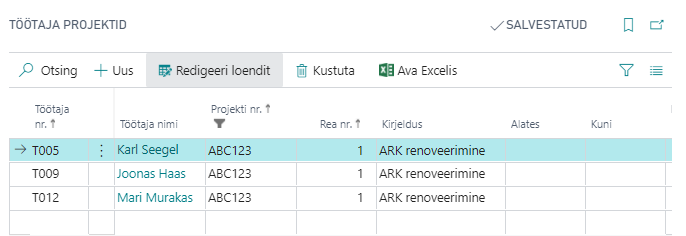 TÖÖTAJA PROJEKTID
SALVESTATUD
Otsing
Uus
Redigeeri loendit
Kustuta
Ava Excelis
Töötaja nr. ↑ Töötaja nimi Projekti nr. ↑ Rea nr. ↑ Kirjeldus Alates Kuni
T005 Karl Seegel ABC123 1 ARK renoveerimine
T009 Joonas Haas ABC123 1 ARK renoveerimine
T012 Mari Murakas ABC123 1 ARK renoveerimine